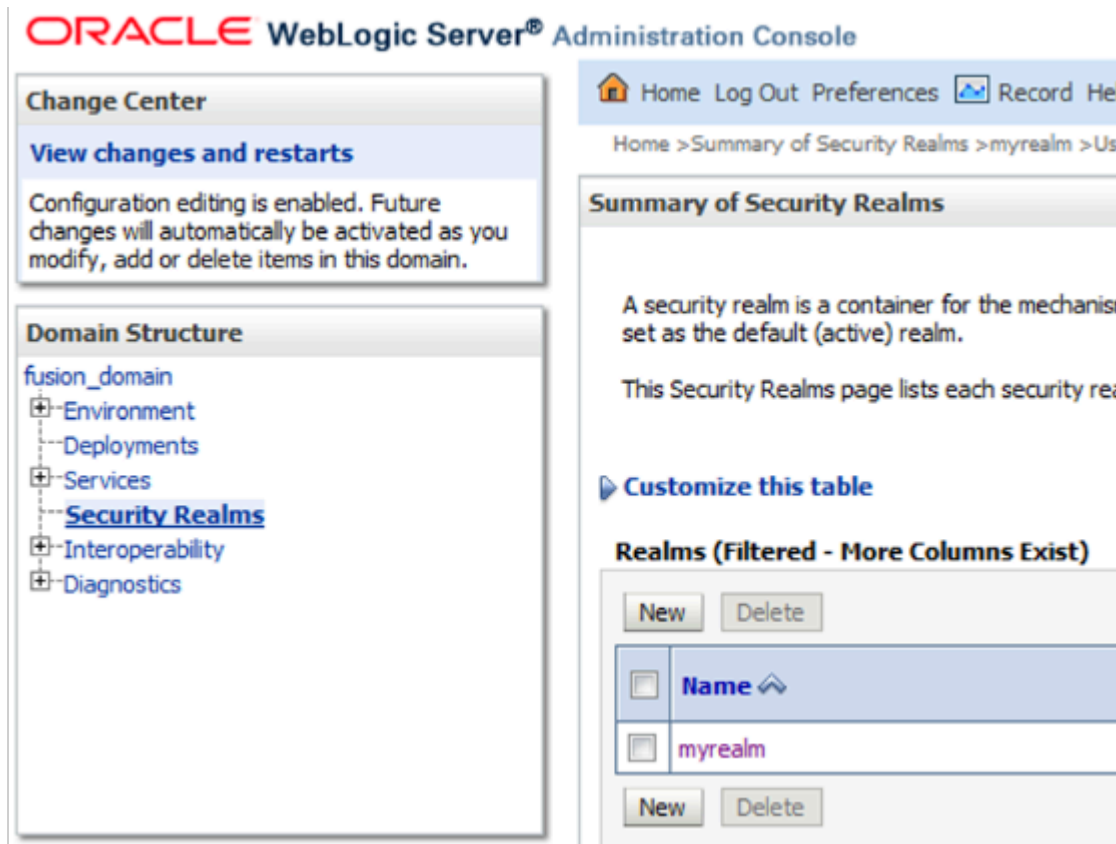 ORACLE WebLogic Server® Administration Console
Change Center
View changes and restarts
Configuration editing is enabled. Future
changes will automatically be activated as you
modify, add or delete items in this domain.
Domain Structure
fusion_domain
Environment
Deployments
Services
Security Realms
Interoperability
Diagnostics
Home Log Out Preferences Record
Home >Summary of Security Realms >myrealm >
Summary of Security Realms
A security realm is a container for the
set as the default (active) realm.
This Security Realms page lists each security
Customize this table
Realms (Filtered - More Columns Exist)
New Delete
Name
myrealm
New Delete